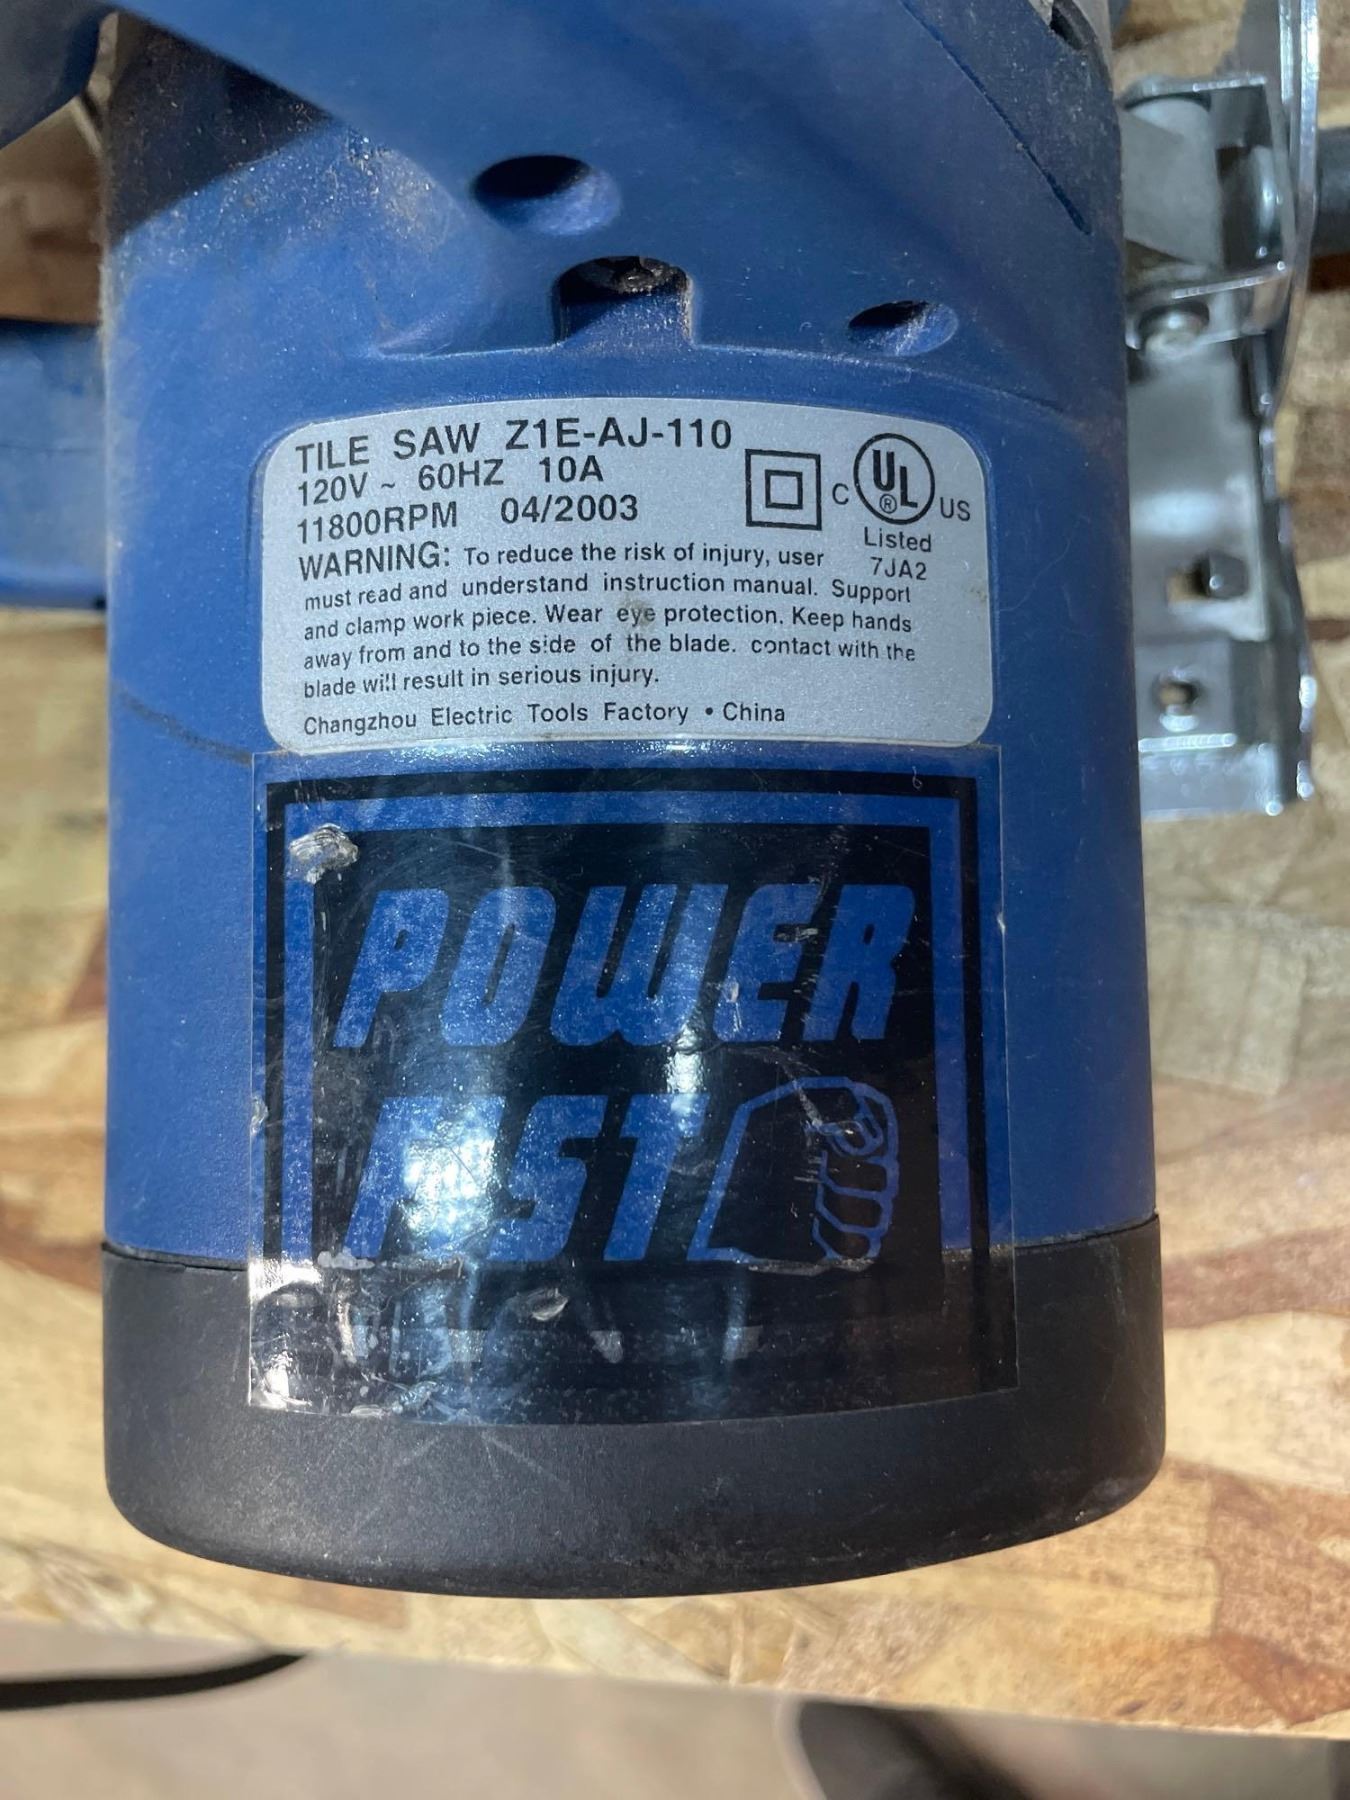 TILE SAW Z1E-AJ-110
120V ~ 60HZ 10A
11800RPM 04/2003
C UL ® US
Listed
7JA2
WARNING: To reduce the risk of injury, user
must read and understand instruction manual. Support
and clamp work piece. Wear eye protection. Keep hands
away from and to the side of the blade. contact with the
blade will result in serious injury.
Changzhou Electric Tools Factory • China
POWER
FIST